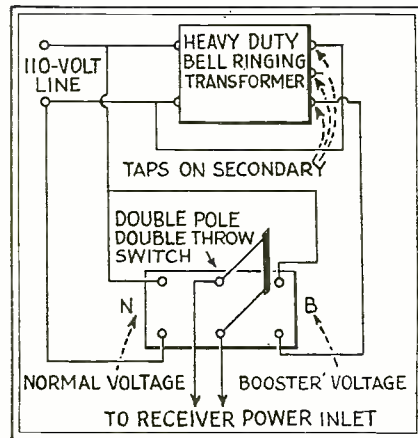 HEAVY DUTY
BELL RINGING
TRANSFORMER
110-VOLT
LINE
TAPS ON SECONDARY
DOUBLE POLE
DOUBLE THROW
SWITCH
N
B
NORMAL VOLTAGE
BOOSTER VOLTAGE
TO RECEIVER POWER INLET